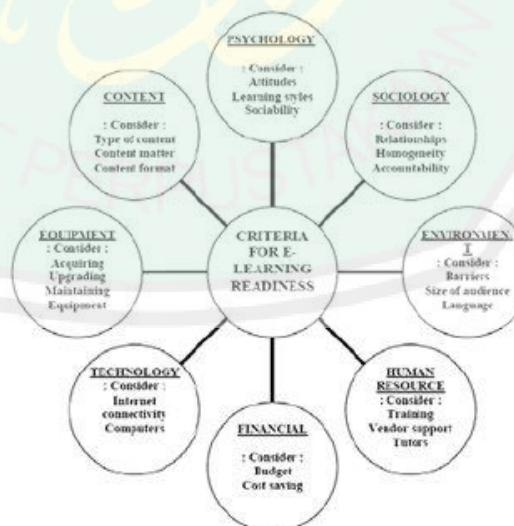 PSYCHOLOGY
: Consider :
Attitudes
Learning styles
Sociability
CONTENT
: Consider :
Type of content
Content matter
Content format
SOCIOLOGY
: Consider :
Relationships
Homogeneity
Accountability
EQUIPMENT
: Consider :
Acquiring
Upgrading
Maintaining
Equipment
CRITERIA
FOR E-
LEARNING
READINESS
ENVIRONMEN
T
: Consider :
Barriers
Size of audience
Language
TECHNOLOGY
: Consider :
Internet
connectivity
Computers
FINANCIAL
: Consider :
Budget
Cost saving
HUMAN
RESOURCE
: Consider :
Training
Vendor support
Tutors